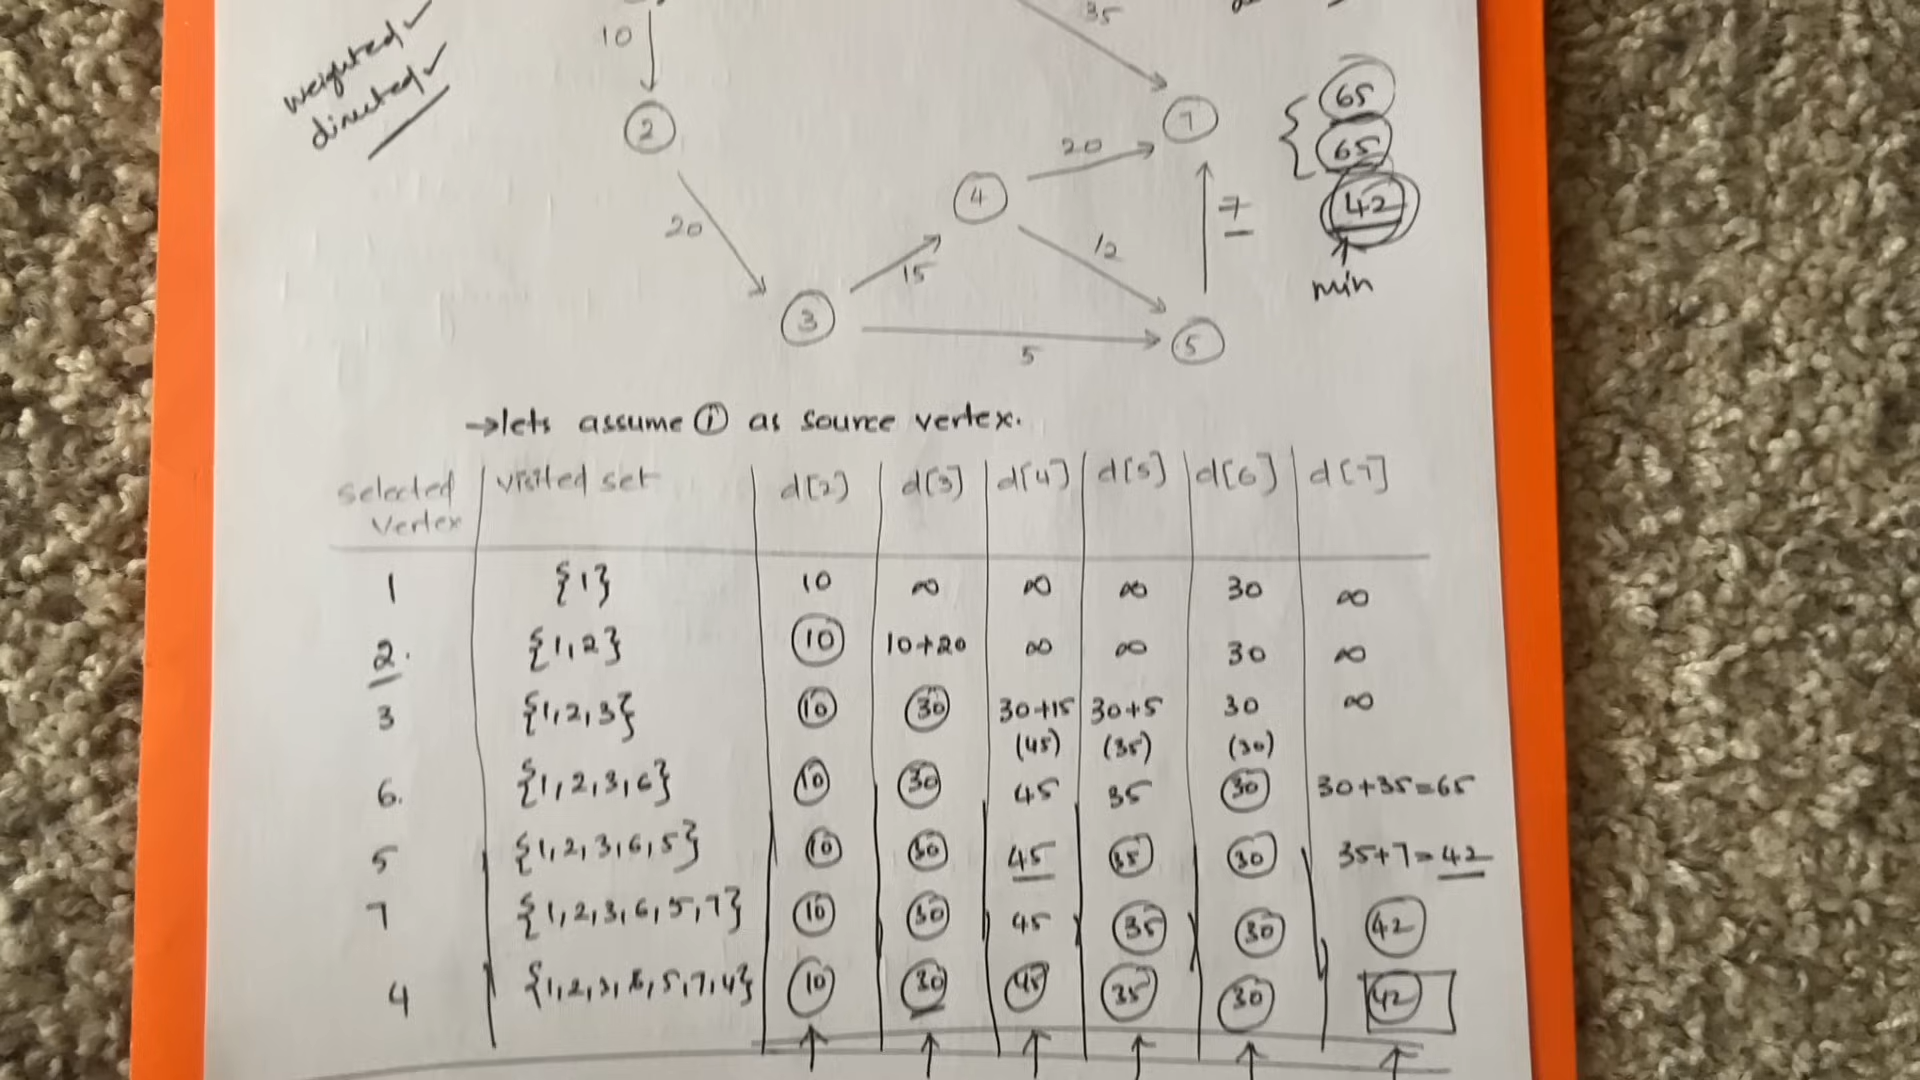 weighted✓
directed✓
10
35
2
7
65
65
20
4
7
42
20
12
min
15
3
5
5
→lets assume ① as source vertex.
selected vertex | visited set | d[2] | d[3] | d[4] | d[5] | d[6] | d[7]
1 {1} 10 ∞ ∞ ∞ 30 ∞
2. {1,2} 10 10+20 ∞ ∞ 30 ∞
3 {1,2,3} 10 30 30+15 30+5 30 ∞
(45) (35) (30)
6. {1,2,3,6} 10 30 45 35 30 30+35=65
5 {1,2,3,6,5} 10 30 45 35 30 35+7=42
7 {1,2,3,6,5,7} 10 30 45 35 30 42
4 {1,2,3,6,5,7,4} 10 30 45 35 30 42